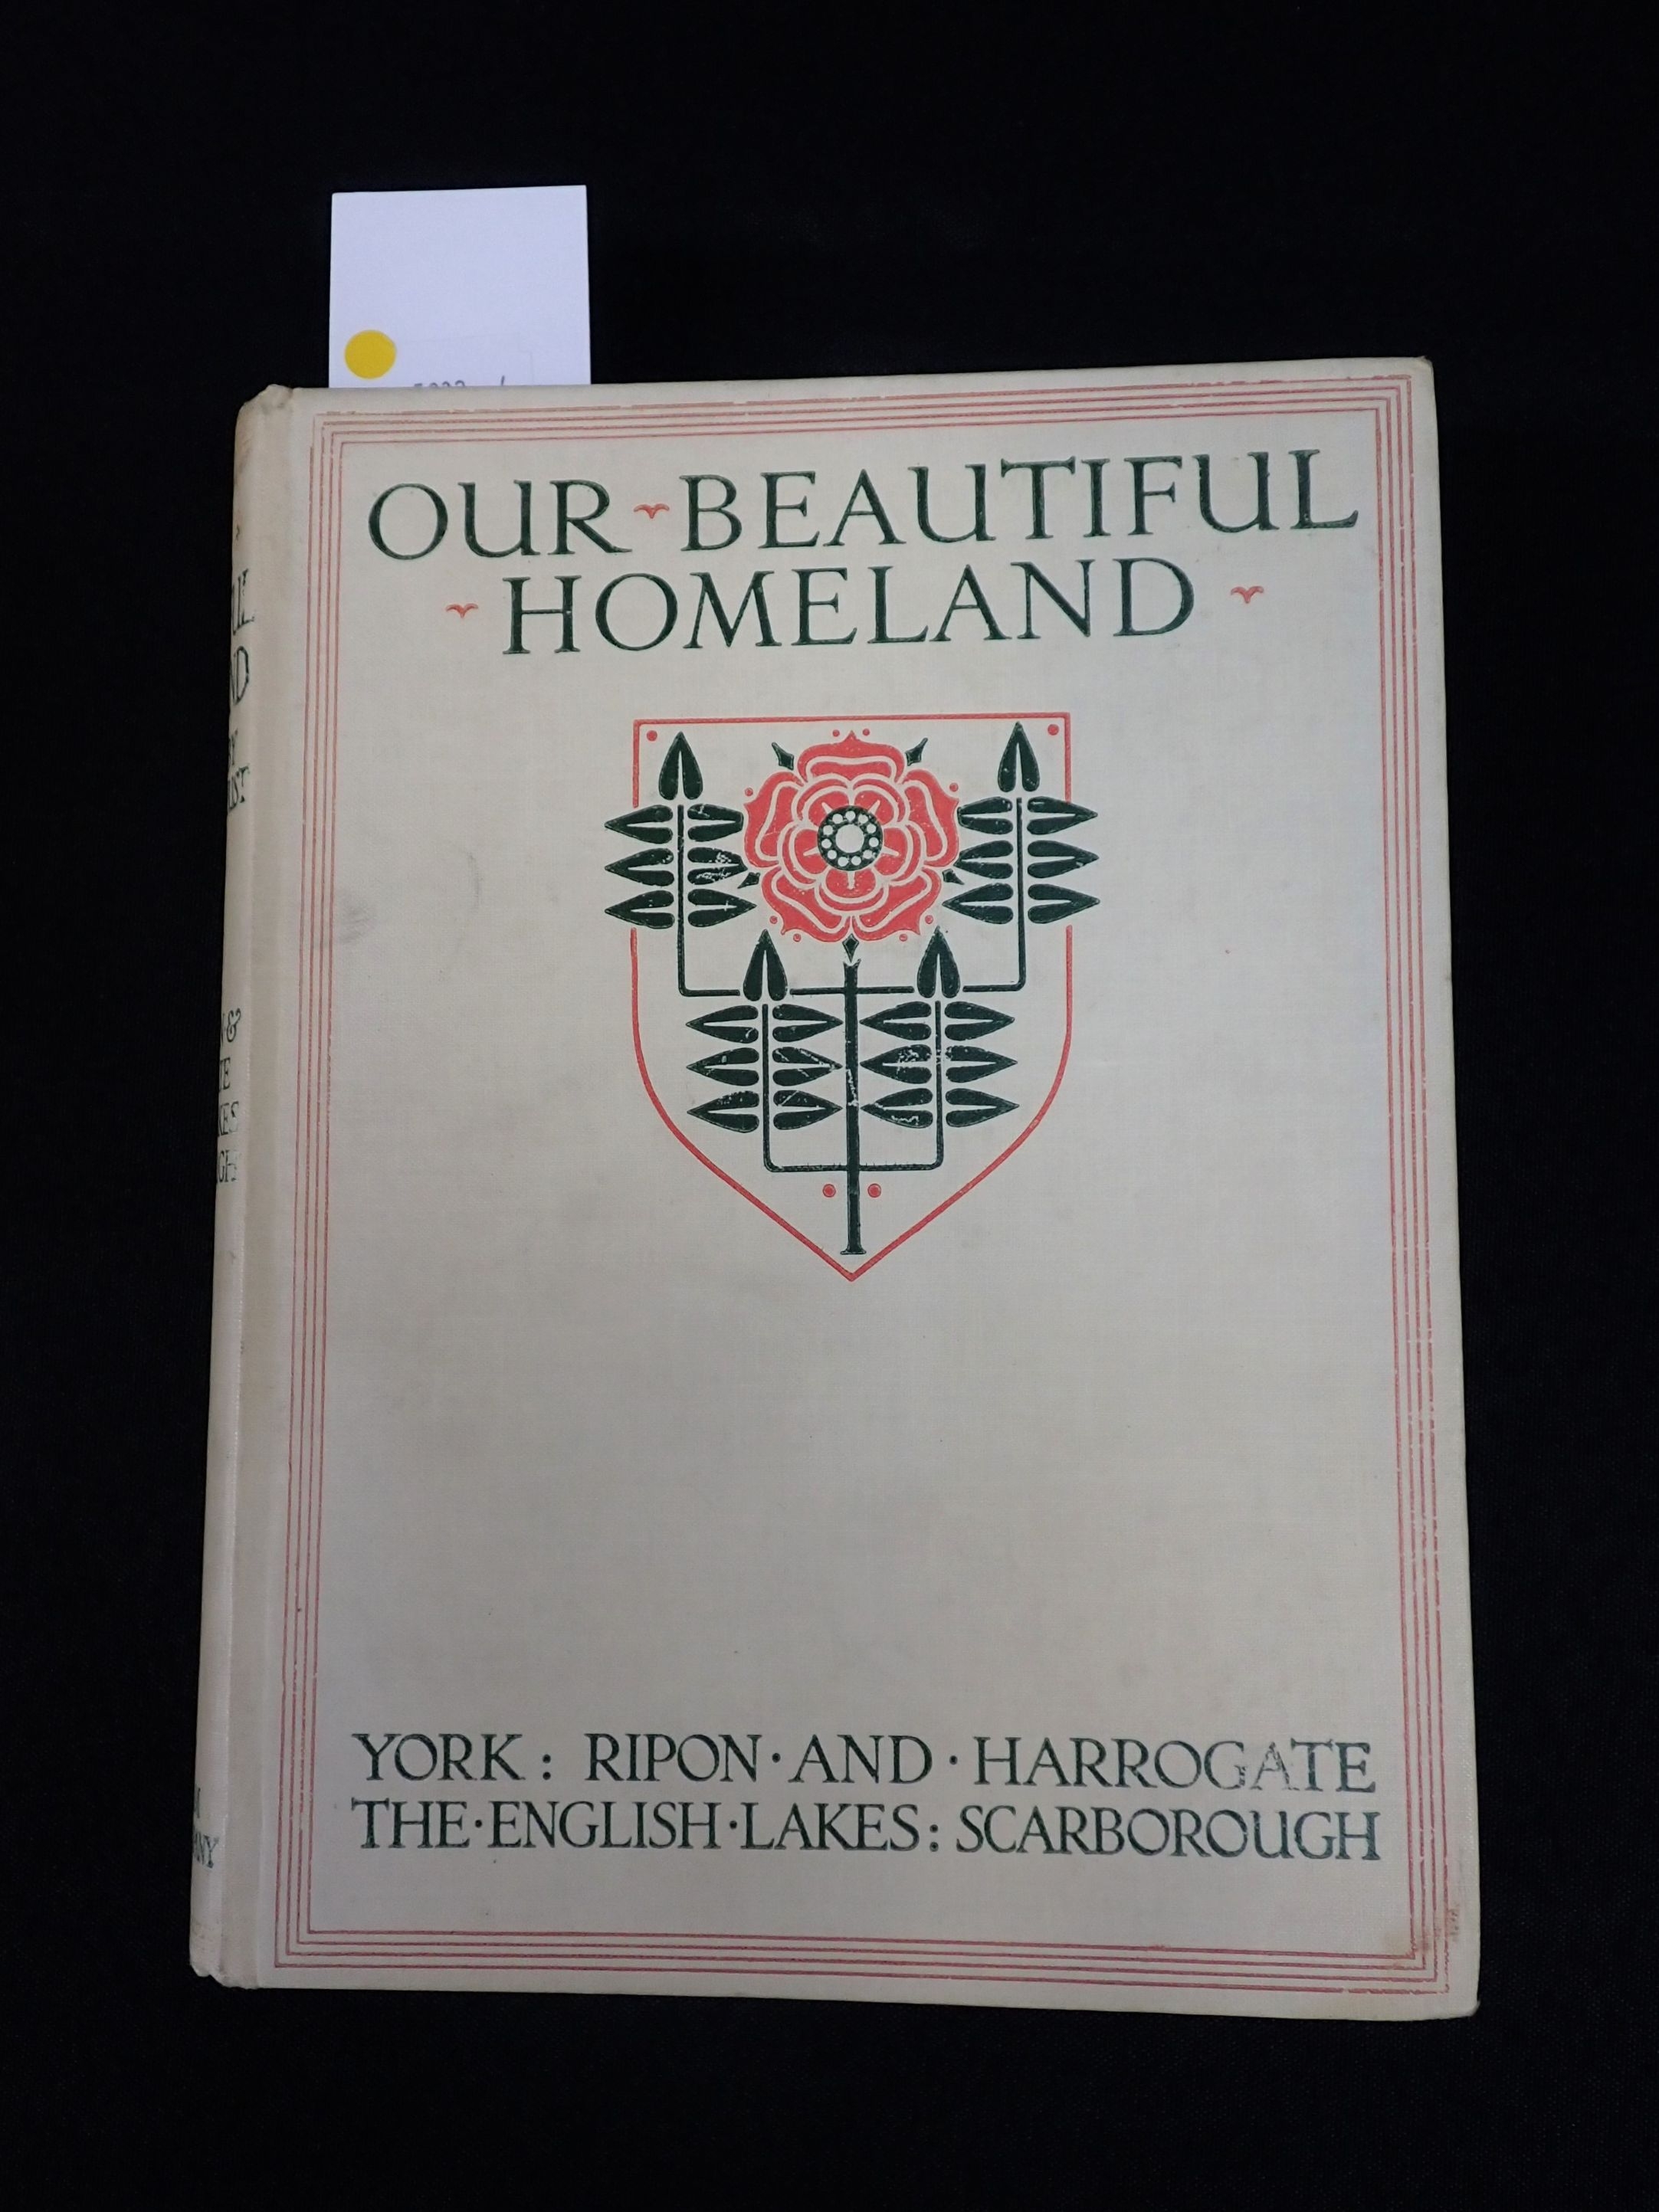 OUR BEAUTIFUL
HOMELAND
YORK: RIPON · AND · HARROGATE
THE · ENGLISH · LAKES: SCARBOROUGH